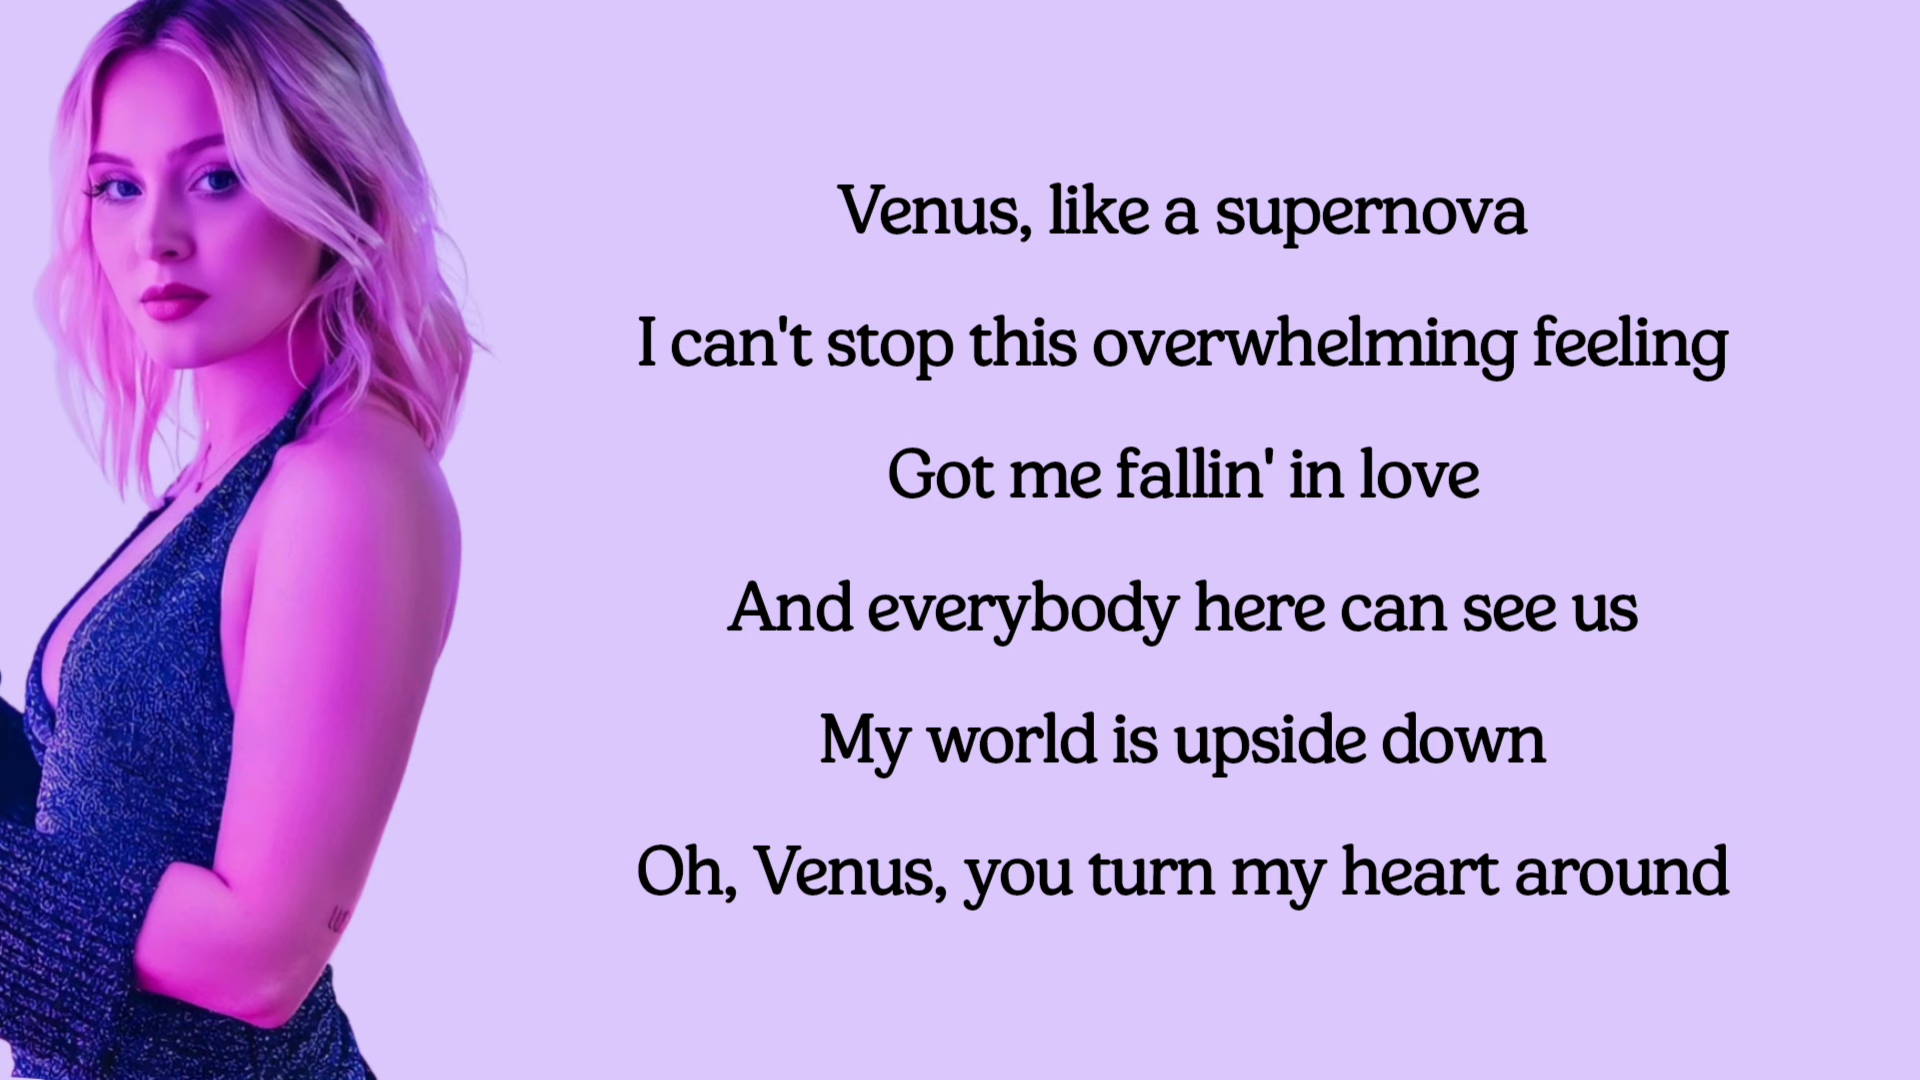 Venus, like a supernova
I can't stop this overwhelming feeling
Got me fallin' in love
And everybody here can see us
My world is upside down
Oh, Venus, you turn my heart around